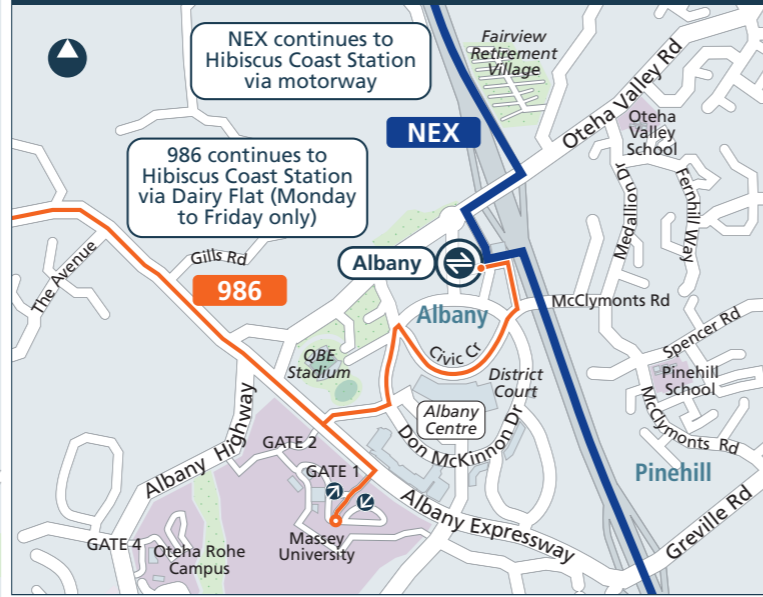 NEX continues to
Hibiscus Coast Station
via motorway
Fairview
Retirement
Village
Oteha Valley Rd
NEX
Oteha
Valley
School
986 continues to
Hibiscus Coast Station
via Dairy Flat (Monday
to Friday only)
Medallion Dr
Fernhill Way
The Avenue
Gills Rd
Albany
986
McClymonts Rd
Albany
Civic Cr
QBE
Stadium
Spencer Rd
District
Court
Pinehill
School
Albany
Centre
McClymonts Rd
Don McKinnon Dr
Albany Highway
GATE 2
GATE 1
Pinehill
Albany Expressway
Greville Rd
Massey
University
GATE 4
Oteha Rohe
Campus